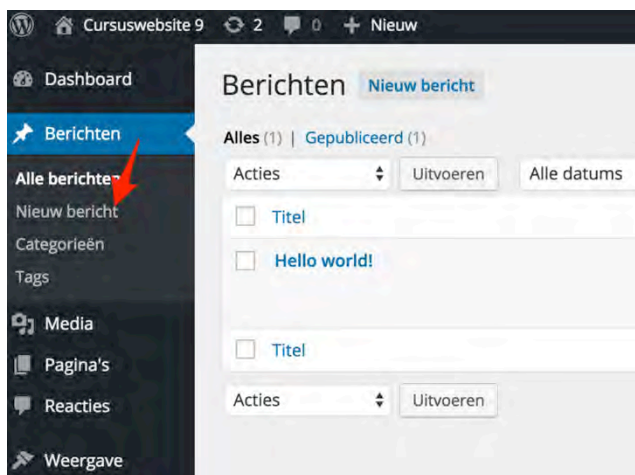 Cursuswebsite 9 2 0 + Nieuw
Dashboard
Berichten
Alle berichten
Nieuw bericht
Categorieën
Tags
Media
Pagina's
Reacties
Weergave
Berichten Nieuw bericht
Alles (1) | Gepubliceerd (1)
Acties Uitvoeren Alle datums
Titel
Hello world!
Titel
Acties Uitvoeren